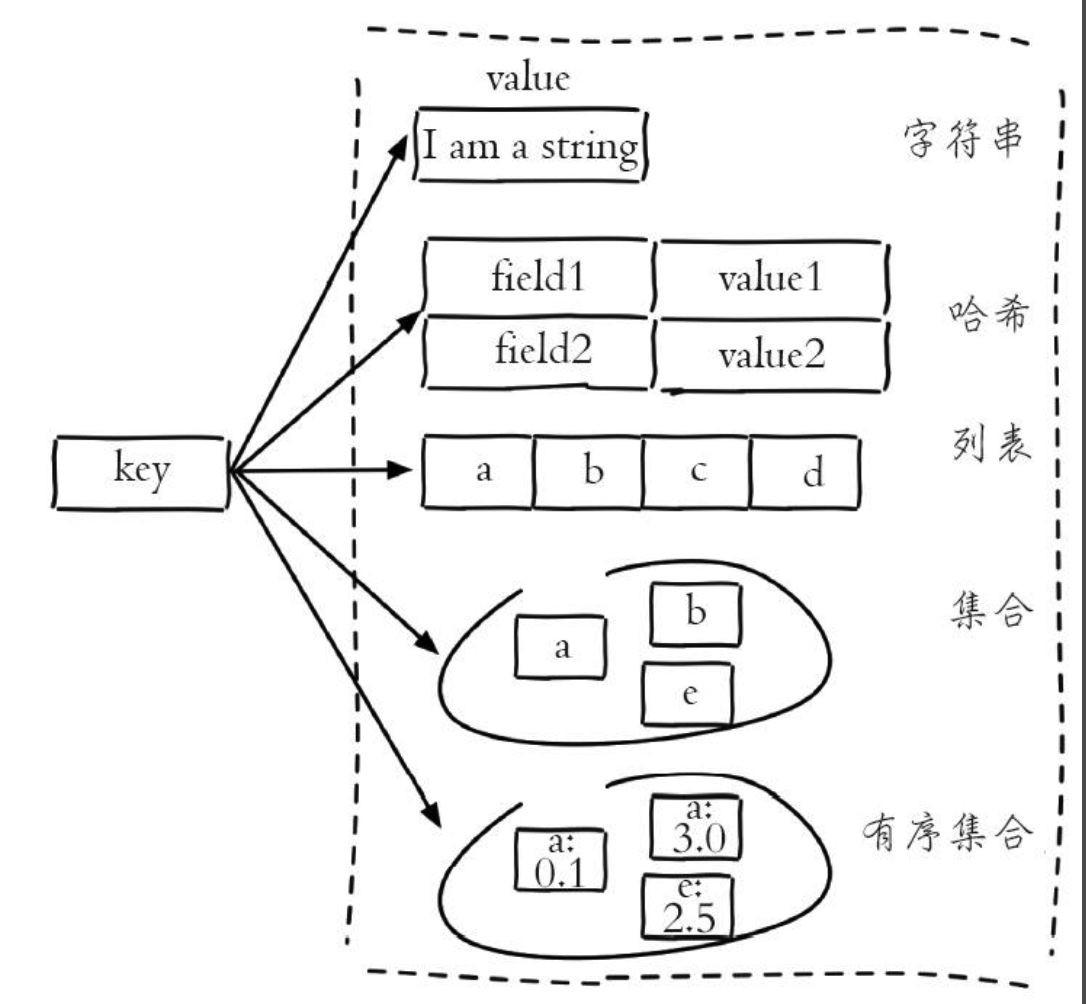 value
I am a string
字符串
field1 value1
哈希
field2 value2
列表
key
a b c d
集合
b
a
e
有序集合
a:
3.0
a:
0.1
e:
2.5